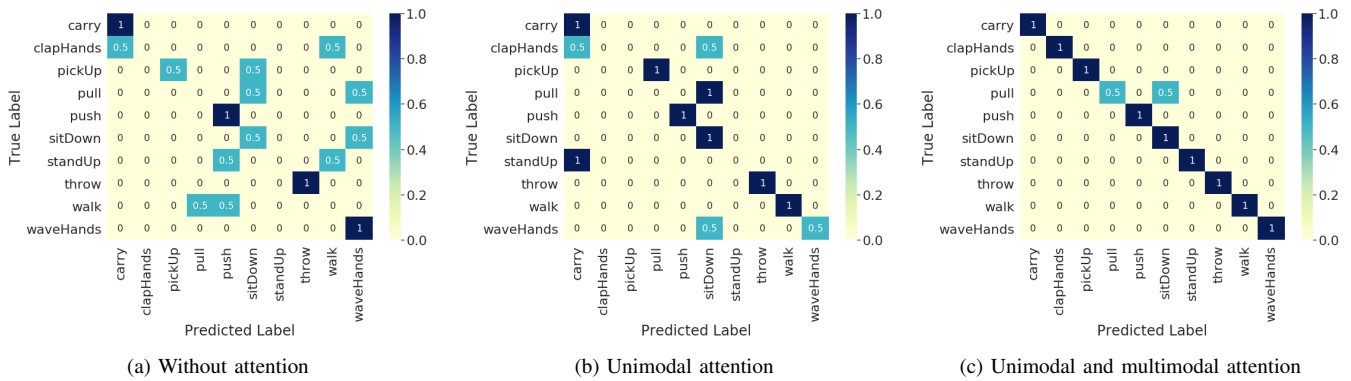 True Label
carry 1 0 0 0 0 0 0 0 0 0
clapHands 0.5 0 0 0 0 0 0 0 0.5 0
pickUp 0 0 0.5 0 0 0.5 0 0 0 0
pull 0 0 0 0 0 0.5 0 0 0 0.5
push 0 0 0 0 1 0 0 0 0 0
sitDown 0 0 0 0 0 0.5 0 0 0 0.5
standUp 0 0 0 0 0.5 0 0 0 0.5 0
throw 0 0 0 0 0 0 0 1 0 0
walk 0 0 0 0.5 0.5 0 0 0 0 0
waveHands 0 0 0 0 0 0 0 0 0 1
carry clapHands pickUp pull push sitDown standUp throw walk waveHands
Predicted Label
1.0
0.8
0.6
0.4
0.2
0.0
(a) Without attention
True Label
carry 1 0 0 0 0 0 0 0 0 0
clapHands 0.5 0 0 0 0 0.5 0 0 0 0
pickUp 0 0 0 1 0 0 0 0 0 0
pull 0 0 0 0 0 1 0 0 0 0
push 0 0 0 0 1 0 0 0 0 0
sitDown 0 0 0 0 0 1 0 0 0 0
standUp 1 0 0 0 0 0 0 0 0 0
throw 0 0 0 0 0 0 0 1 0 0
walk 0 0 0 0 0 0 0 0 1 0
waveHands 0 0 0 0 0 0.5 0 0 0 0.5
carry clapHands pickUp pull push sitDown standUp throw walk waveHands
Predicted Label
1.0
0.8
0.6
0.4
0.2
0.0
(b) Unimodal attention
True Label
carry 1 0 0 0 0 0 0 0 0 0
clapHands 0 1 0 0 0 0 0 0 0 0
pickUp 0 0 1 0 0 0 0 0 0 0
pull 0 0 0 0.5 0 0.5 0 0 0 0
push 0 0 0 0 1 0 0 0 0 0
sitDown 0 0 0 0 0 1 0 0 0 0
standUp 0 0 0 0 0 0 1 0 0 0
throw 0 0 0 0 0 0 0 1 0 0
walk 0 0 0 0 0 0 0 0 1 0
waveHands 0 0 0 0 0 0 0 0 0 1
carry clapHands pickUp pull push sitDown standUp throw walk waveHands
Predicted Label
1.0
0.8
0.6
0.4
0.2
0.0
(c) Unimodal and multimodal attention